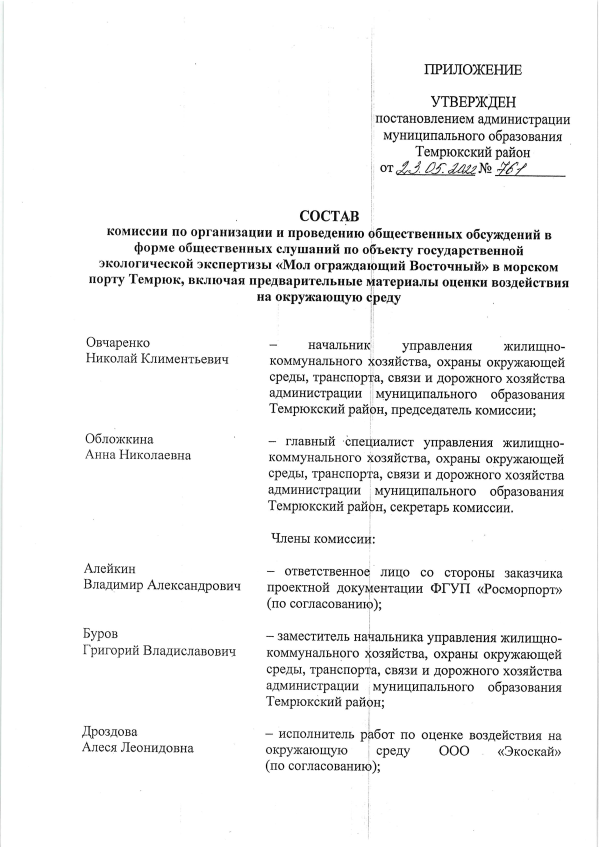 ПРИЛОЖЕНИЕ
УТВЕРЖДЕН
постановлением администрации
муниципального образования
Темрюкский район
от 23.05.2022 № 761
СОСТАВ
комиссии по организации и проведению общественных обсуждений в
форме общественных слушаний по объекту государственной
экологической экспертизы «Мол ограждающий Восточный» в морском
порту Темрюк, включая предварительные материалы оценки воздействия
на окружающую среду
Овчаренко
Николай Климентьевич
– начальник управления жилищно-
коммунального хозяйства, охраны окружающей
среды, транспорта, связи и дорожного хозяйства
администрации муниципального образования
Темрюкский район, председатель комиссии;
Обложкина
Анна Николаевна
– главный специалист управления жилищно-
коммунального хозяйства, охраны окружающей
среды, транспорта, связи и дорожного хозяйства
администрации муниципального образования
Темрюкский район, секретарь комиссии.
Члены комиссии:
Алейкин
Владимир Александрович
– ответственное лицо со стороны заказчика
проектной документации ФГУП «Росморпорт»
(по согласованию);
Буров
Григорий Владиславович
– заместитель начальника управления жилищно-
коммунального хозяйства, охраны окружающей
среды, транспорта, связи и дорожного хозяйства
администрации муниципального образования
Темрюкский район;
Дроздова
Алеся Леонидовна
– исполнитель работ по оценке воздействия на
окружающую среду ООО «Экоскай»
(по согласованию);